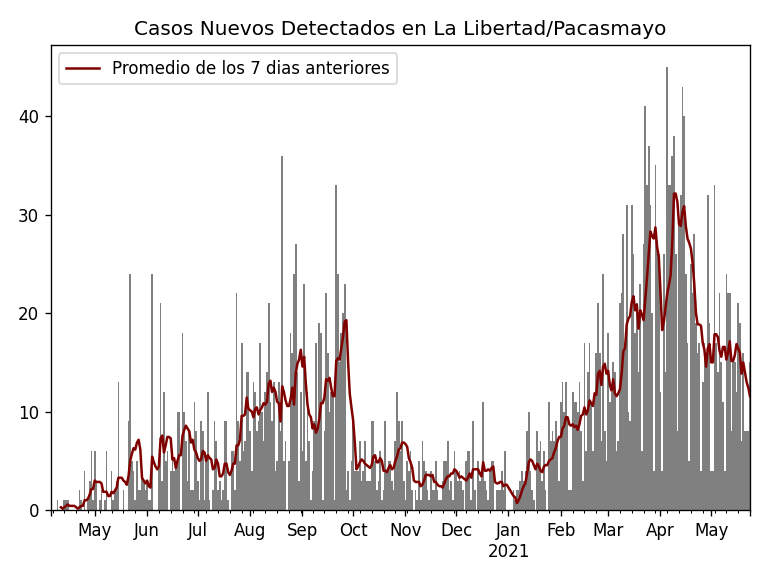 Casos Nuevos Detectados en La Libertad/Pacasmayo
Promedio de los 7 dias anteriores
40
30
20
10
0
May Jun Jul Aug Sep Oct Nov Dec Jan Feb Mar Apr May
2021